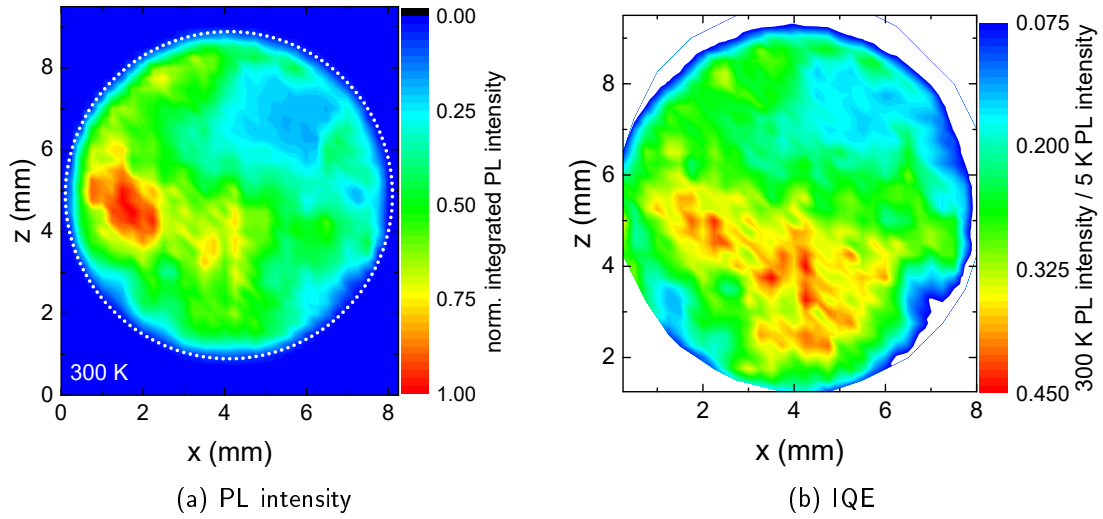 0.00
0.25
0.50
0.75
1.00
norm. integrated PL intensity
8
6
4
2
0
z (mm)
300 K
0 2 4 6 8
x (mm)
(a) PL intensity
0.075
0.200
0.325
0.450
300 K PL intensity / 5 K PL intensity
8
6
4
2
z (mm)
2 4 6 8
x (mm)
(b) IQE